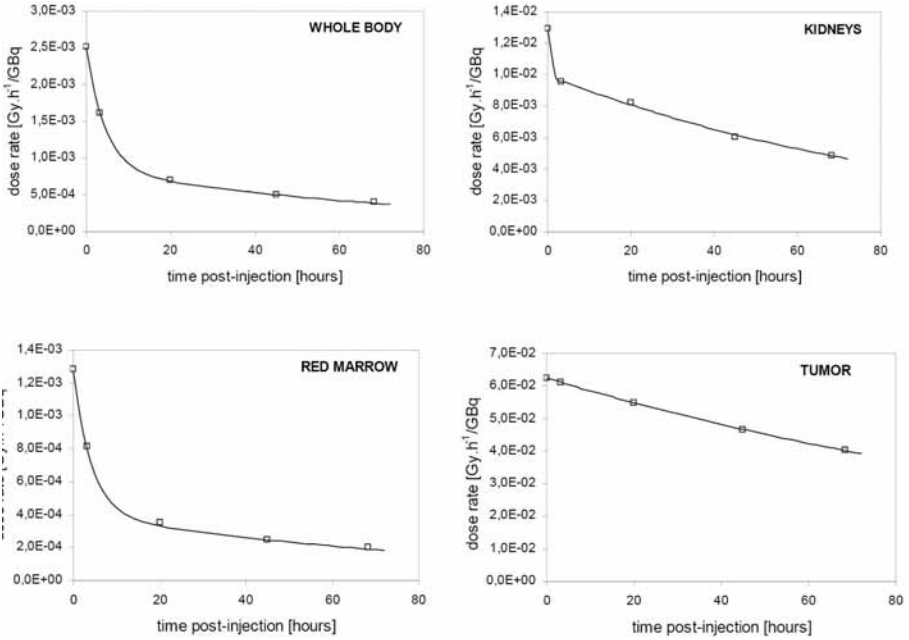 WHOLE BODY
dose rate [Gy.h⁻¹/GBq]
3,0E-03
2,5E-03
2,0E-03
1,5E-03
1,0E-03
5,0E-04
0,0E+00
0 20 40 60 80
time post-injection [hours]
KIDNEYS
dose rate [Gy.h⁻¹/GBq]
1,4E-02
1,2E-02
1,0E-02
8,0E-03
6,0E-03
4,0E-03
2,0E-03
0,0E+00
0 20 40 60 80
time post-injection [hours]
RED MARROW
1,4E-03
1,2E-03
1,0E-03
8,0E-04
6,0E-04
4,0E-04
2,0E-04
0,0E+00
0 20 40 60 80
time post-injection [hours]
TUMOR
dose rate [Gy.h⁻¹/GBq]
7,0E-02
6,0E-02
5,0E-02
4,0E-02
3,0E-02
2,0E-02
1,0E-02
0,0E+00
0 20 40 60 80
time post-injection [hours]